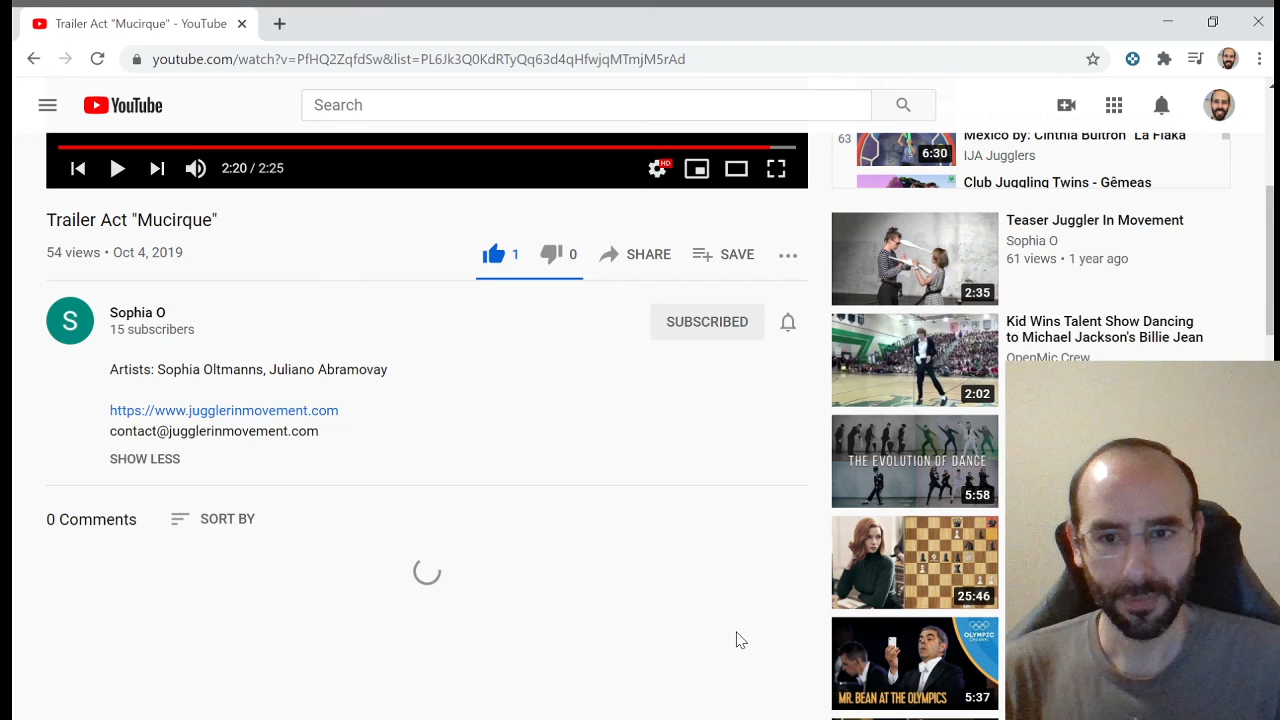 Trailer Act "Mucirque" - YouTube
youtube.com/watch?v=PfHQ2ZqfdSw&list=PL6Jk3Q0KdRTyQq63d4qHfwjqMTmjM5rAd
YouTube
Search
2:20 / 2:25
HD
63
6:30
Mexico by: Cinthia Buitron "La Flaka"
IJA Jugglers
Club Juggling Twins - Gêmeas
Trailer Act "Mucirque"
54 views • Oct 4, 2019
1
0
SHARE
SAVE
Sophia O
15 subscribers
SUBSCRIBED
S
Artists: Sophia Oltmanns, Juliano Abramovay
https://www.jugglerinmovement.com
contact@jugglerinmovement.com
SHOW LESS
0 Comments
SORT BY
Teaser Juggler In Movement
Sophia O
61 views • 1 year ago
2:35
Kid Wins Talent Show Dancing
to Michael Jackson's Billie Jean
OpenMic Crew
2:02
THE EVOLUTION OF DANCE
5:58
25:46
OLYMPIC
CHANNEL
MR. BEAN AT THE OLYMPICS
5:37